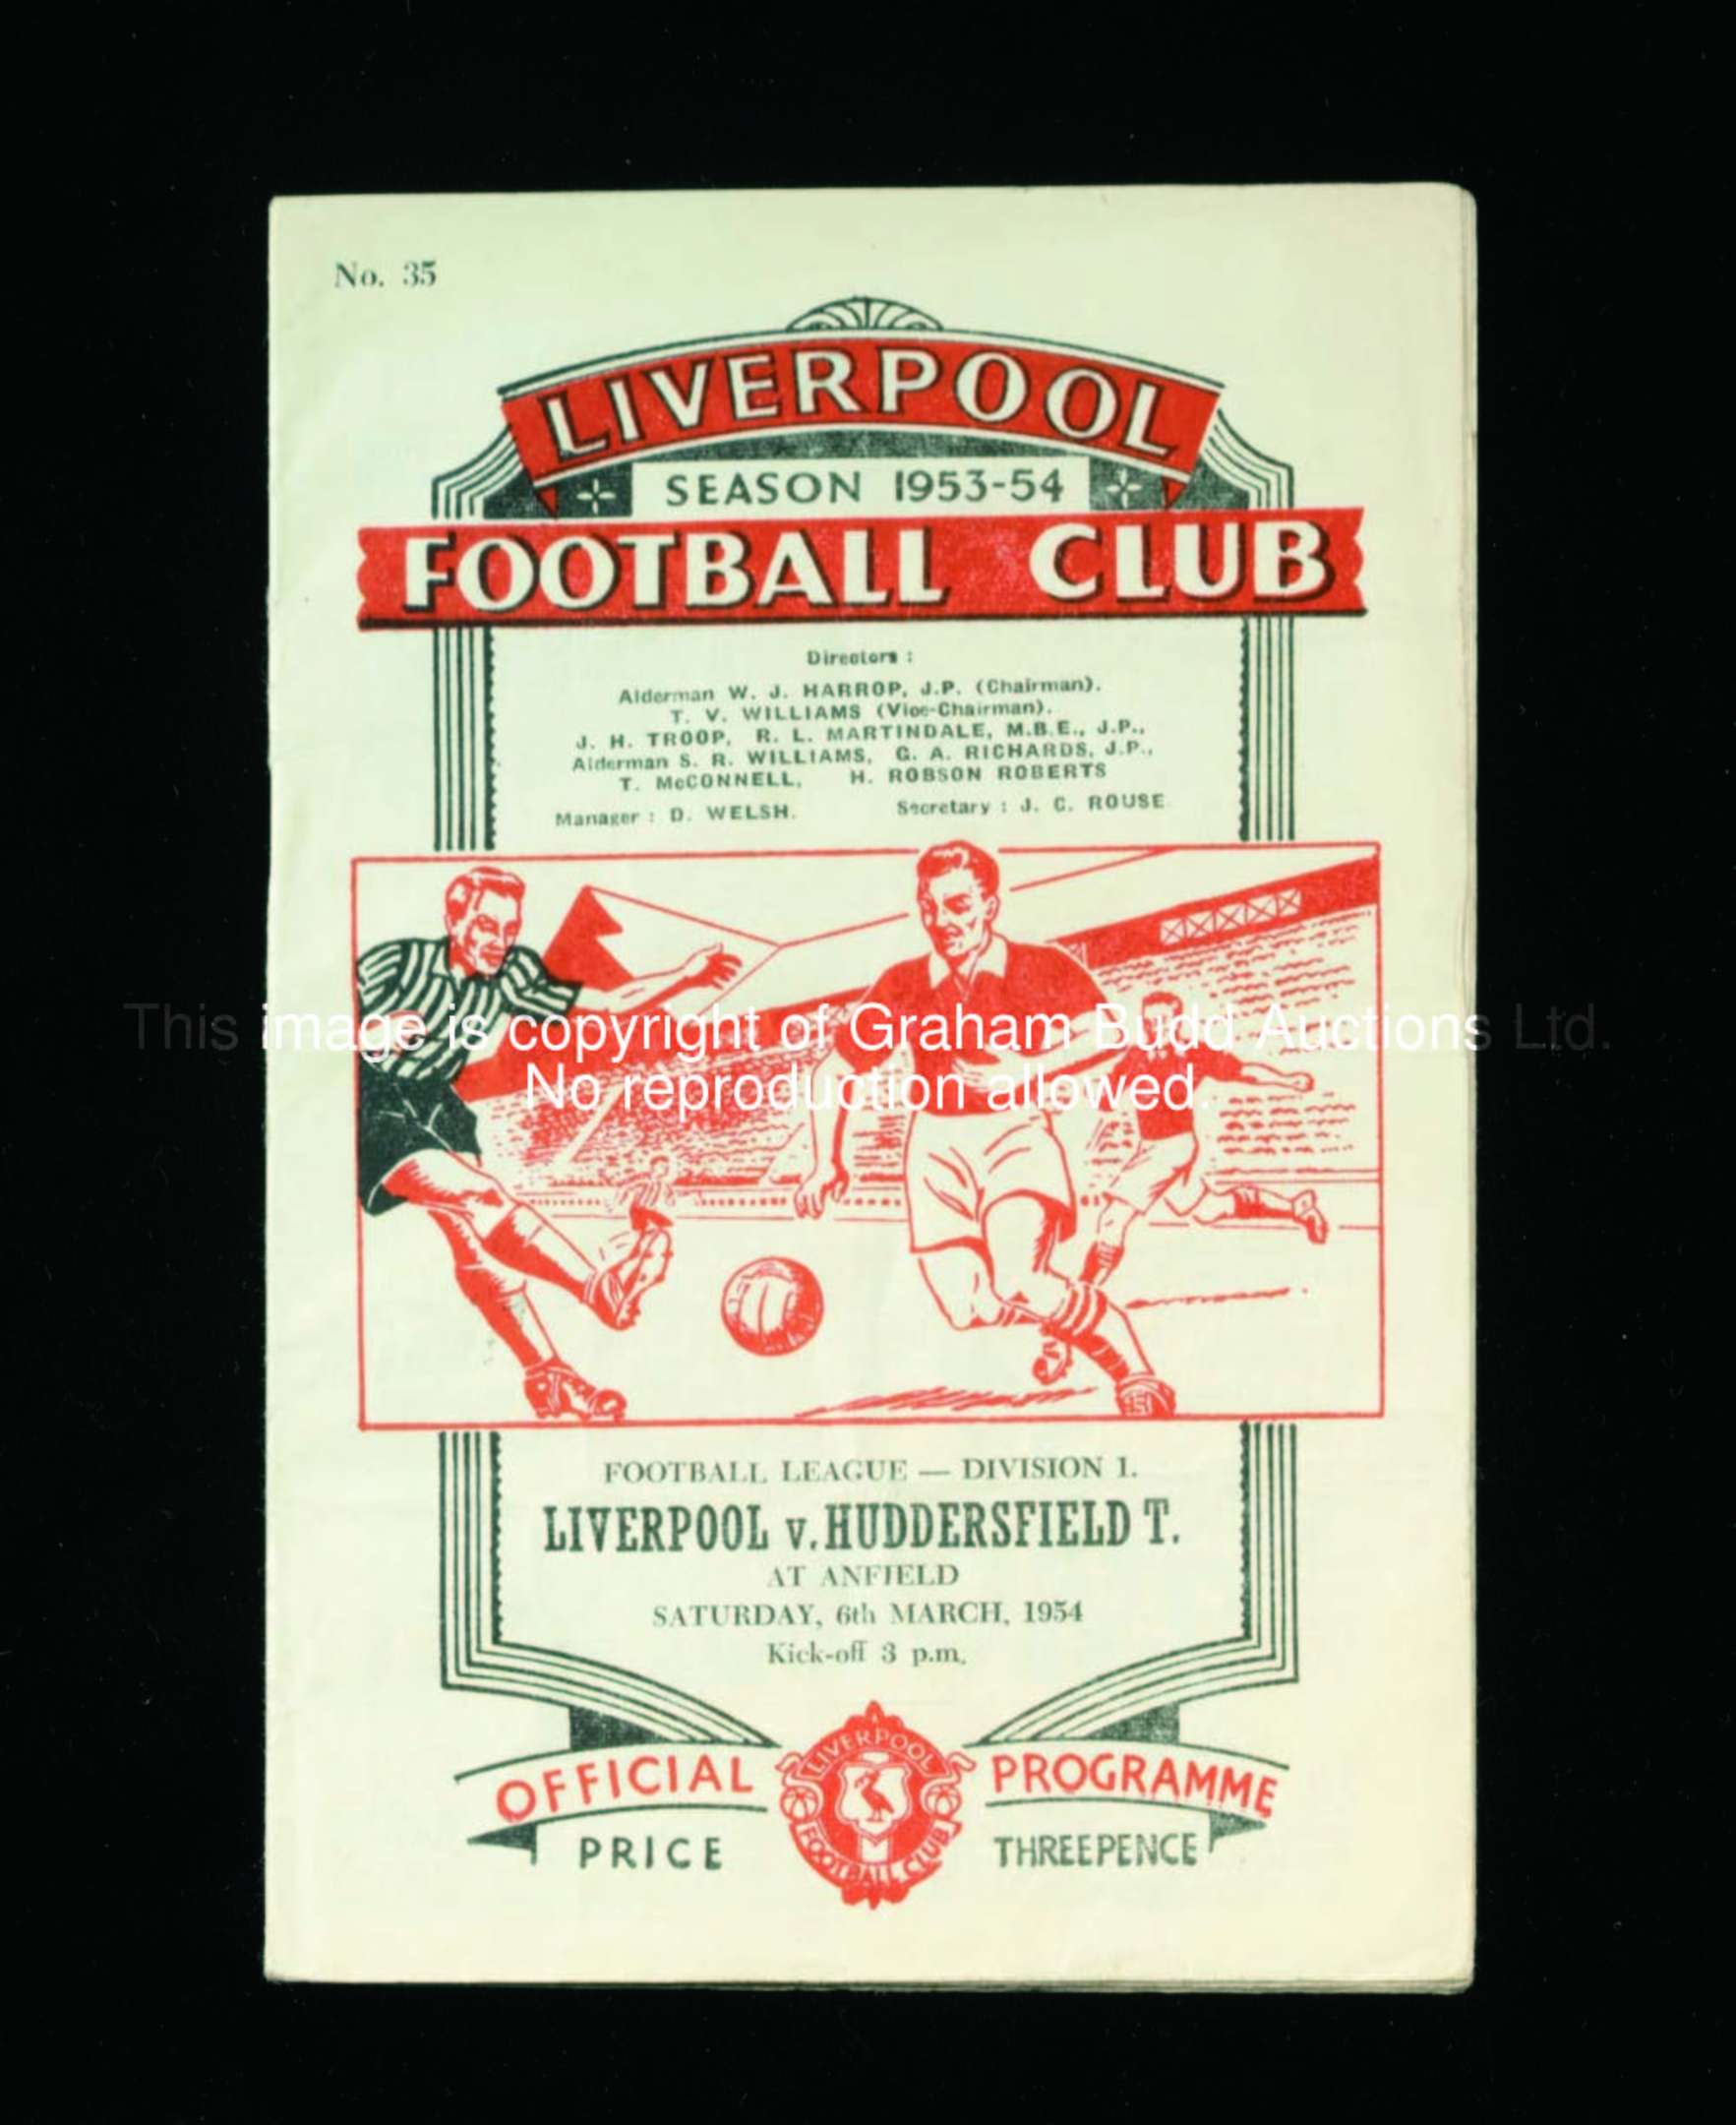 No. 35
LIVERPOOL
SEASON 1953-54
FOOTBALL CLUB
Directors :
Alderman W. J. HARROP, J.P. (Chairman).
T. V. WILLIAMS (Vice-Chairman).
J. H. TROOP, R. L. MARTINDALE, M.B.E., J.P.,
Alderman S. R. WILLIAMS, G. A. RICHARDS, J.P.,
T. McCONNELL, H. ROBSON ROBERTS
Manager : D. WELSH. Secretary : J. C. ROUSE
This image is copyright of Graham Budd Auctions Ltd.
No reproduction allowed.
FOOTBALL LEAGUE — DIVISION 1.
LIVERPOOL v. HUDDERSFIELD T.
AT ANFIELD
SATURDAY, 6th MARCH, 1954
Kick-off 3 p.m.
OFFICIAL PROGRAMME
LIVERPOOL
FOOTBALL CLUB
PRICE THREEPENCE